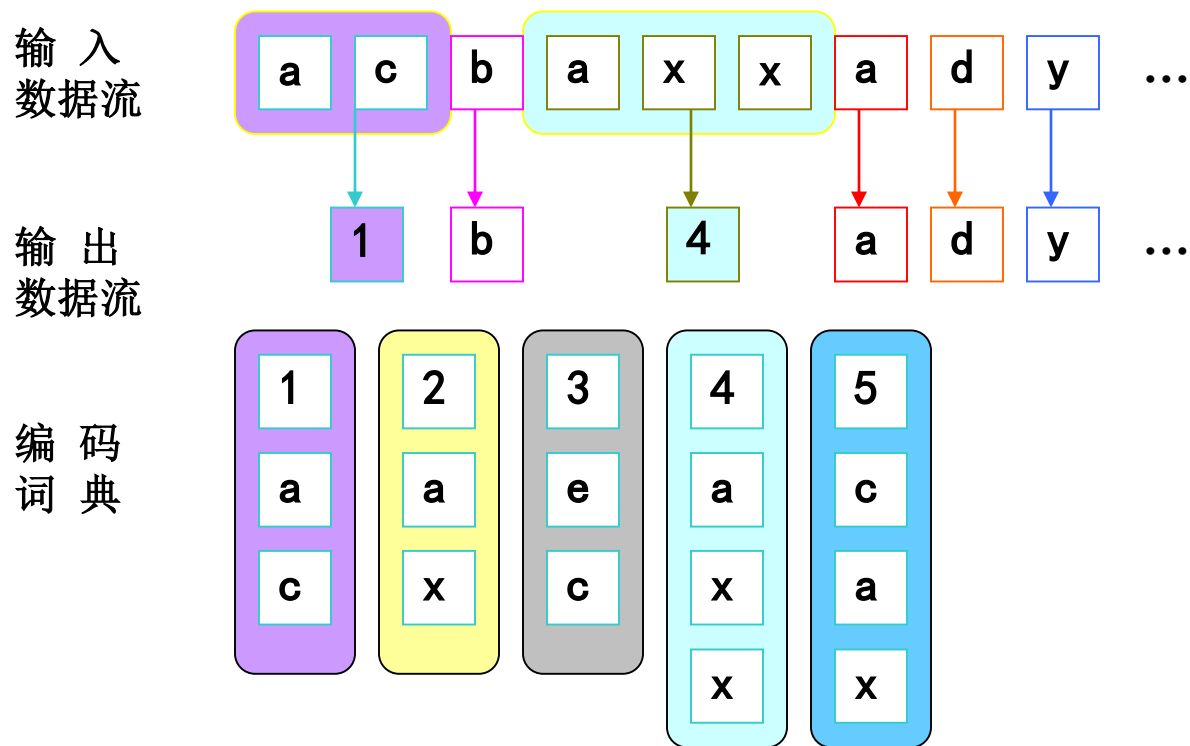 输 入
数据流
a c b a x x a d y …
输 出
数据流
1 b 4 a d y …
编 码
词 典
1 2 3 4 5
a a e a c
c x c x a
x x